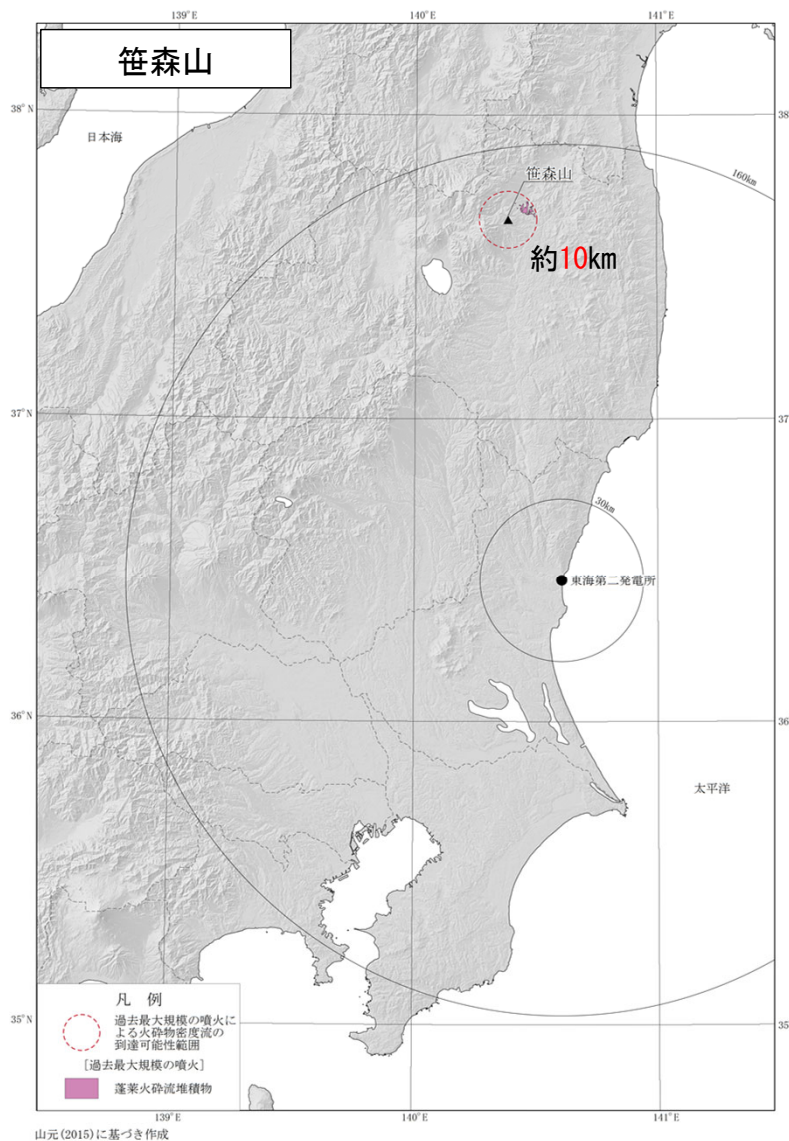 139°E
140°E
141°E
笹森山
38°N
38
日本海
160km
笹森山
約10km
37°N
37
30km
東海第二発電所
36°N
36
太平洋
凡 例
過去最大規模の噴火に
よる火砕物密度流の
到達可能性範囲
[過去最大規模の噴火]
蓬莱火砕流堆積物
35°N
35
139°E
140°E
141°E
山元(2015)に基づき作成